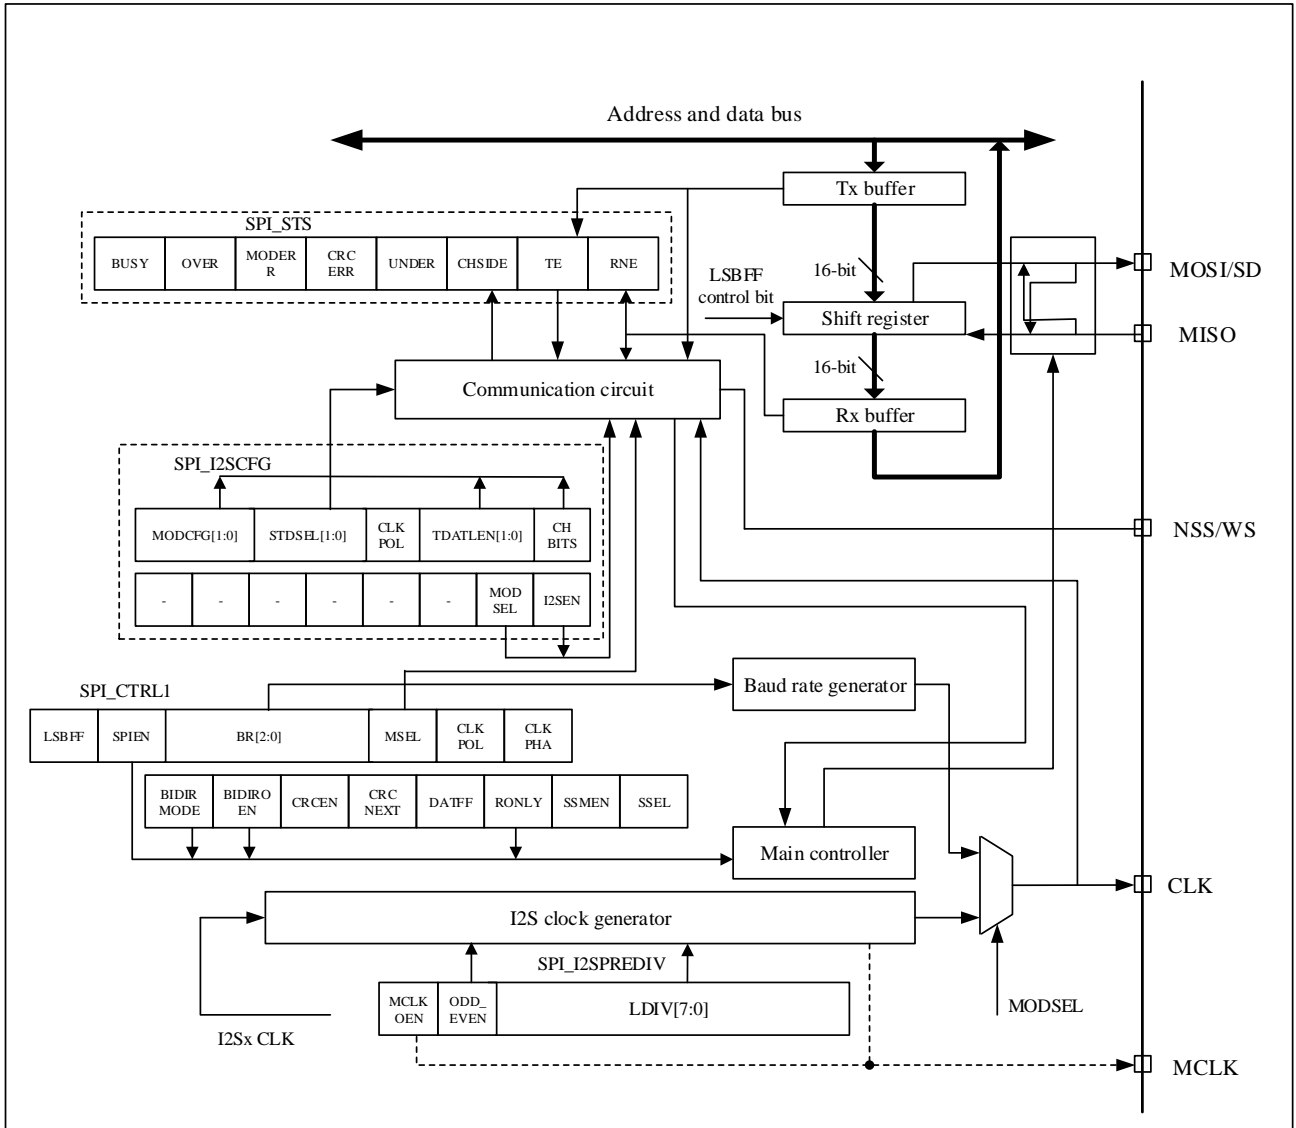 Address and data bus
Tx buffer
SPI_STS
BUSY
OVER
MODER
R
CRC
ERR
UNDER
CHSIDE
TE
RNE
16-bit
LSBFF
control bit
Shift register
MOSI/SD
MISO
16-bit
Communication circuit
Rx buffer
SPI_I2SCFG
MODCFG[1:0]
STDSEL[1:0]
CLK
POL
TDATLEN[1:0]
CH
BITS
NSS/WS
-
-
-
-
-
-
MOD
SEL
I2SEN
SPI_CTRL1
Baud rate generator
LSBFF
SPIEN
BR[2:0]
MSEL
CLK
POL
CLK
PHA
BIDIR
MODE
BIDIRO
EN
CRCEN
CRC
NEXT
DATFF
RONLY
SSMEN
SSEL
Main controller
CLK
I2S clock generator
SPI_I2SPREDIV
MCLK
OEN
ODD_
EVEN
LDIV[7:0]
MODSEL
I2Sx CLK
MCLK